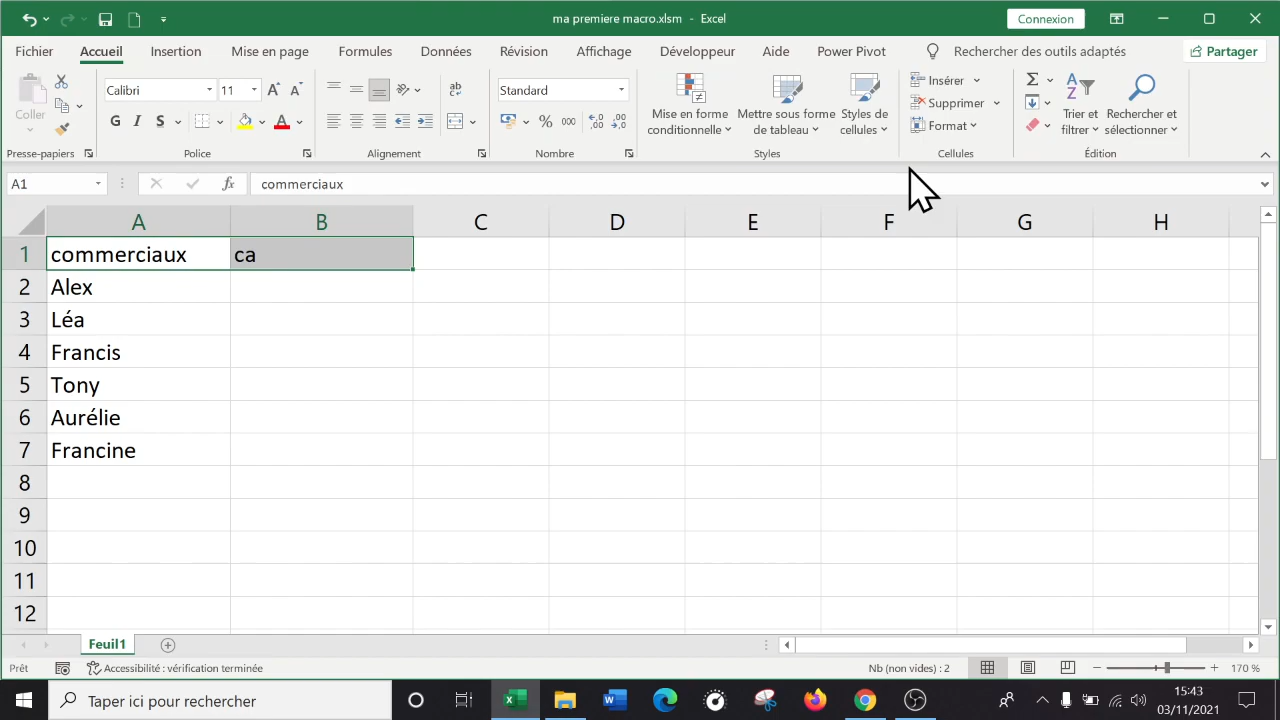 ma premiere macro.xlsm - Excel
Connexion
Fichier Accueil Insertion Mise en page Formules Données Révision Affichage Développeur Aide Power Pivot Rechercher des outils adaptés Partager
Coller
Presse-papiers
Calibri 11
G I S
Police
Alignement
Standard
% 000
Nombre
Mise en forme conditionnelle
Mettre sous forme de tableau
Styles de cellules
Styles
Insérer
Supprimer
Format
Cellules
Trier et filtrer
Rechercher et sélectionner
Édition
A1 fx commerciaux
A B C D E F G H
1 commerciaux ca
2 Alex
3 Léa
4 Francis
5 Tony
6 Aurélie
7 Francine
8
9
10
11
12
Feuil1
Prêt Accessibilité : vérification terminée Nb (non vides) : 2 170 %
Taper ici pour rechercher
15:43
03/11/2021